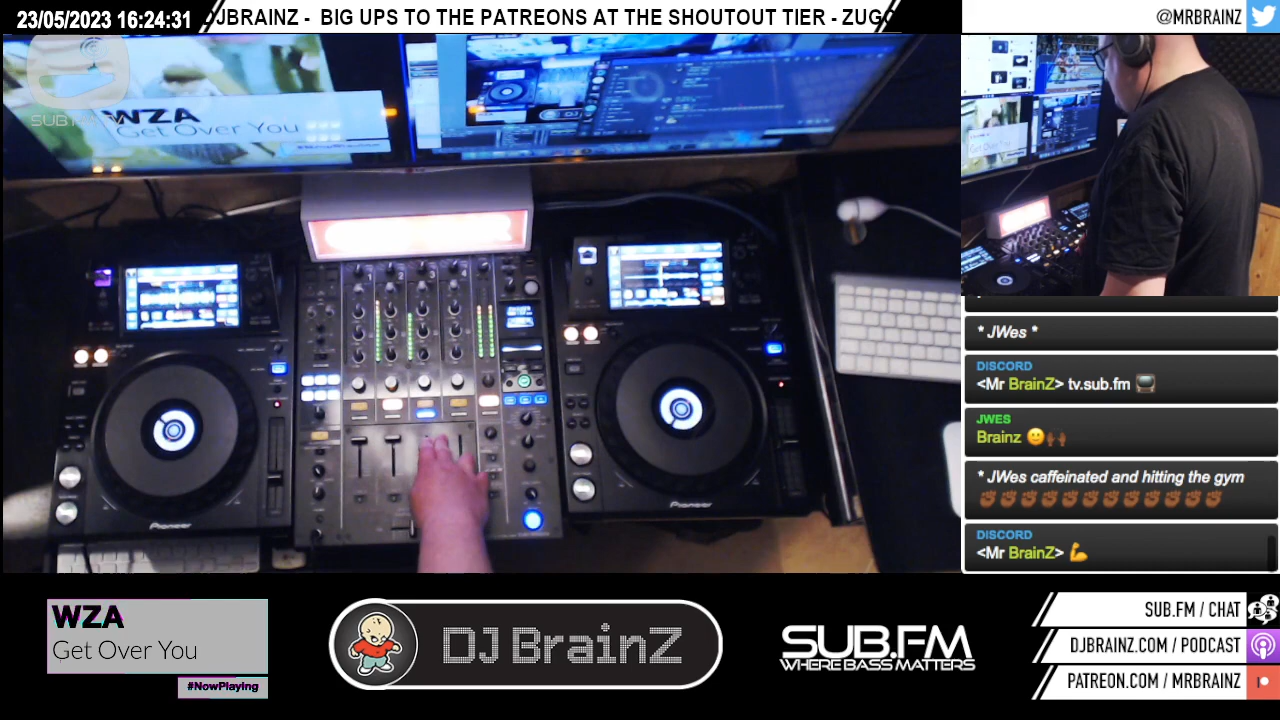 23/05/2023 16:24:31
DJBRAINZ - BIG UPS TO THE PATREONS AT THE SHOUTOUT TIER - ZUGO
@MRBRAINZ
WZA
Get Over You
Pioneer
Pioneer
* JWes *
DISCORD
<Mr BrainZ> tv.sub.fm 📺
JWES
Brainz 🙂🙌🏾
* JWes caffeinated and hitting the gym
✊🏾✊🏾✊🏾✊🏾✊🏾✊🏾✊🏾✊🏾✊🏾✊🏾✊🏾✊🏾
DISCORD
<Mr BrainZ> 💪
WZA
Get Over You
#NowPlaying
DJ BrainZ
SUB.FM
WHERE BASS MATTERS
SUB.FM / CHAT
DJBRAINZ.COM / PODCAST
PATREON.COM / MRBRAINZ